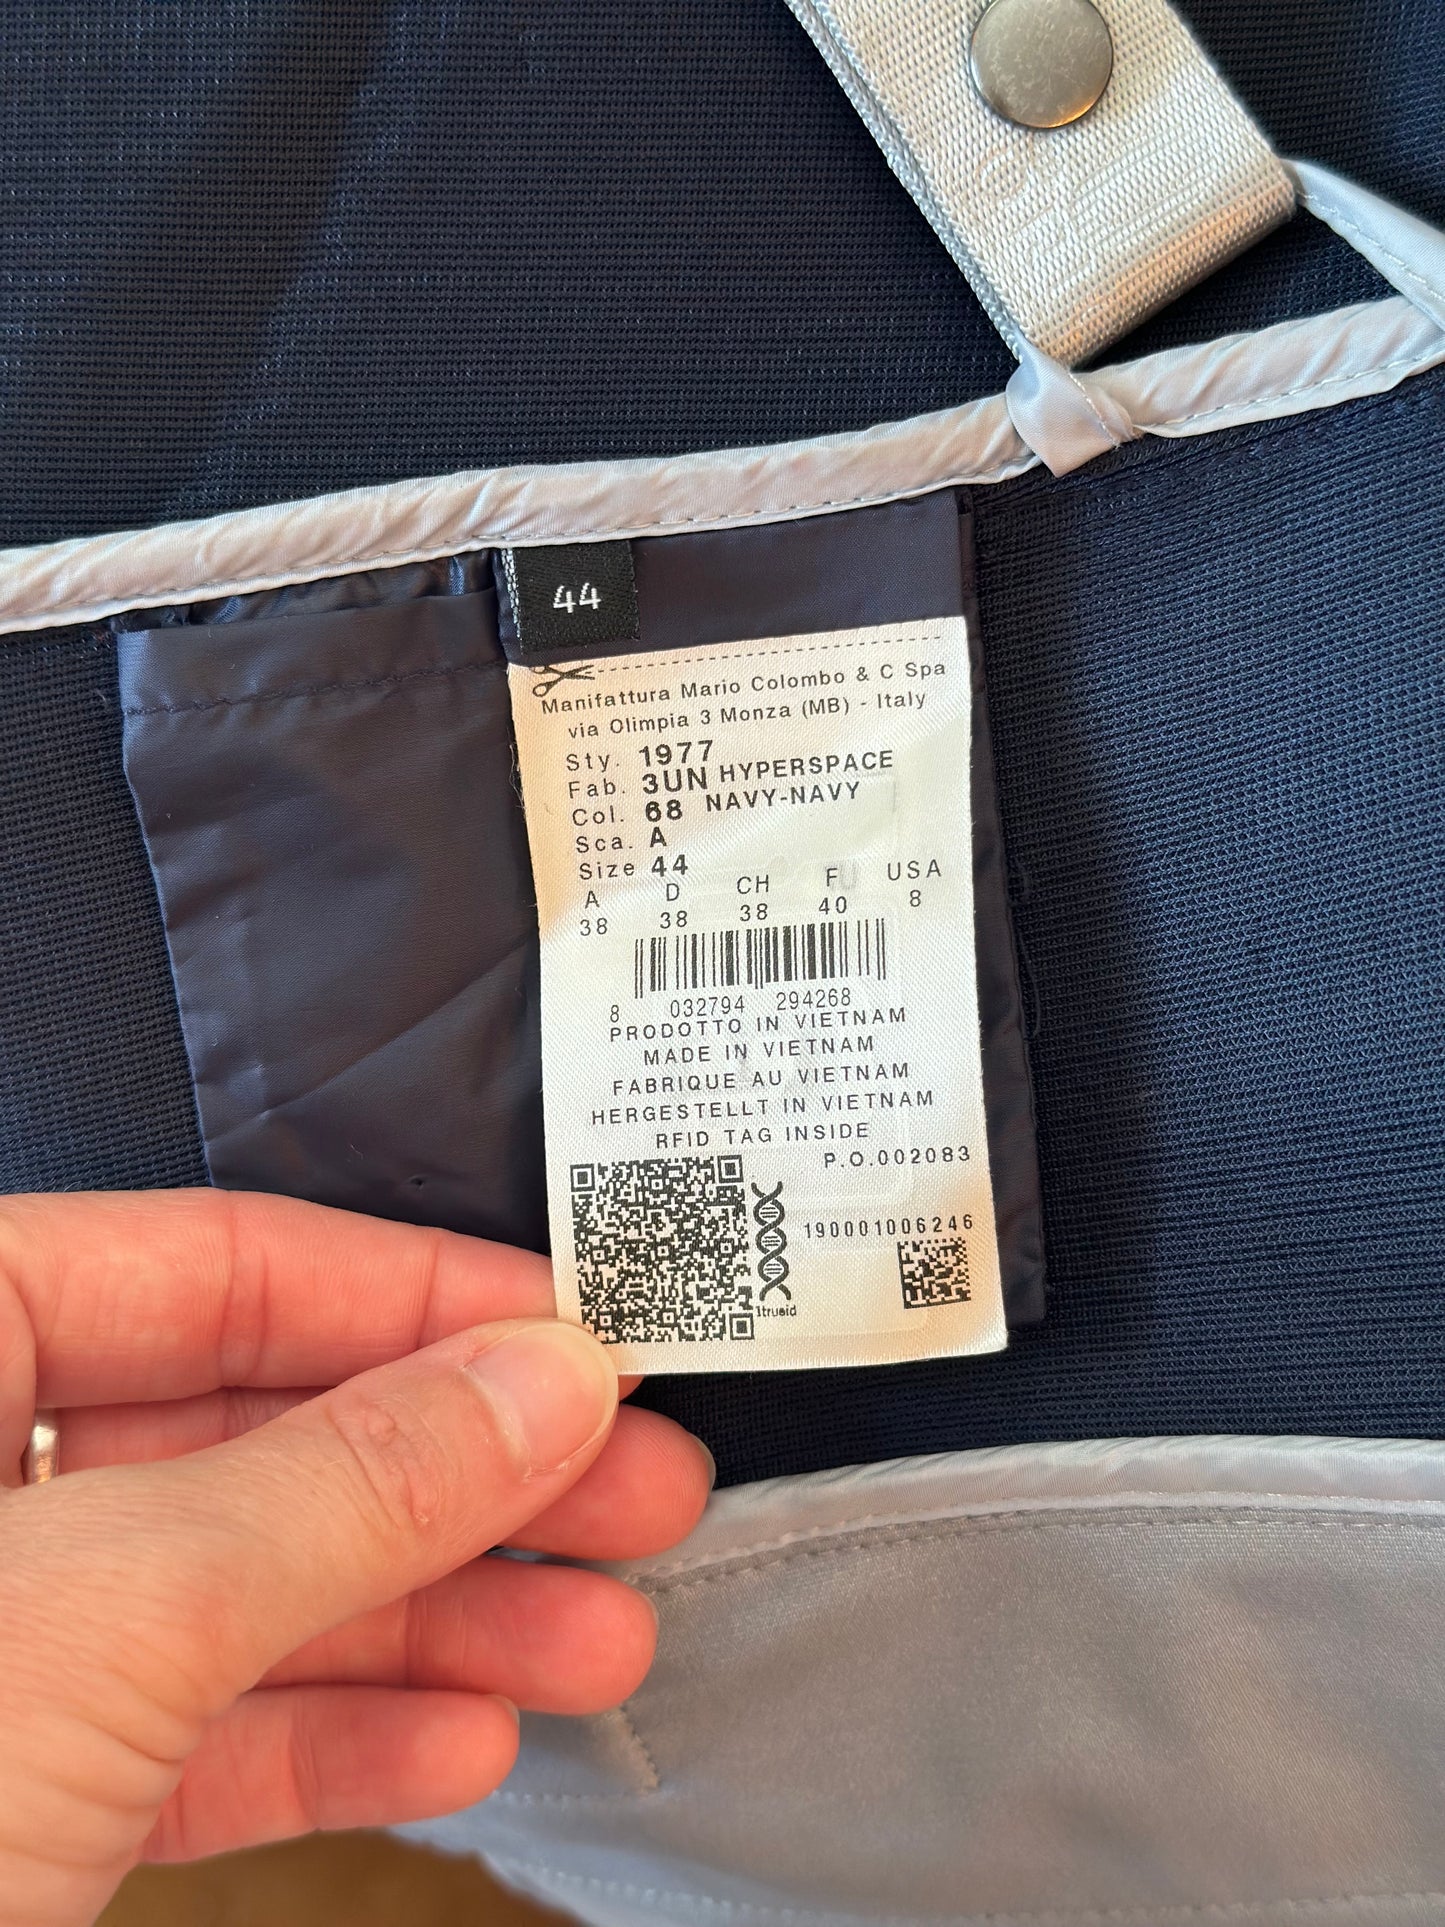 44
Manifattura Mario Colombo & C Spa
via Olimpia 3 Monza (MB) - Italy
Sty. 1977
Fab. 3UN HYPERSPACE
Col. 68 NAVY-NAVY
Sca. A
Size 44
A D CH F USA
38 38 38 40 8
8 032794 294268
PRODOTTO IN VIETNAM
MADE IN VIETNAM
FABRIQUE AU VIETNAM
HERGESTELLT IN VIETNAM
RFID TAG INSIDE
P.O.002083
190001006246
1trueid